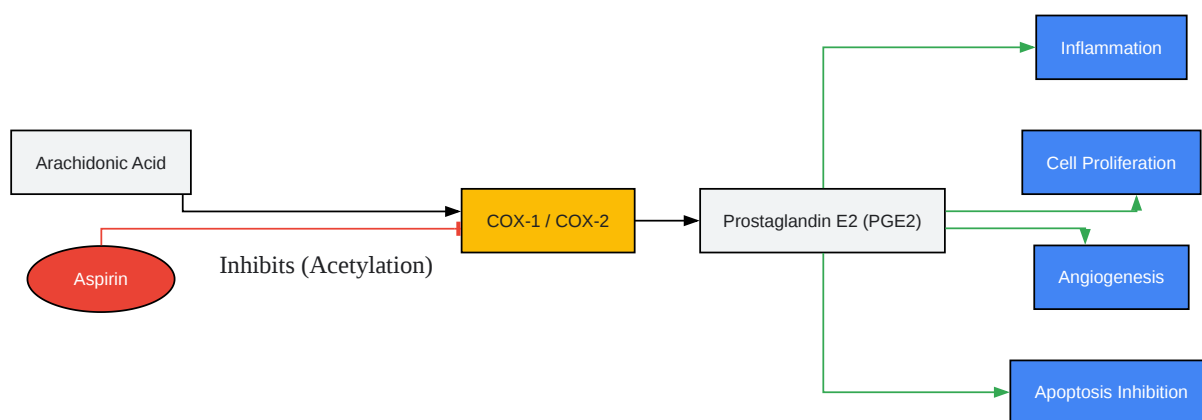 Inflammation
Arachidonic Acid
Cell Proliferation
COX-1 / COX-2
Prostaglandin E2 (PGE2)
Inhibits (Acetylation)
Aspirin
Angiogenesis
Apoptosis Inhibition